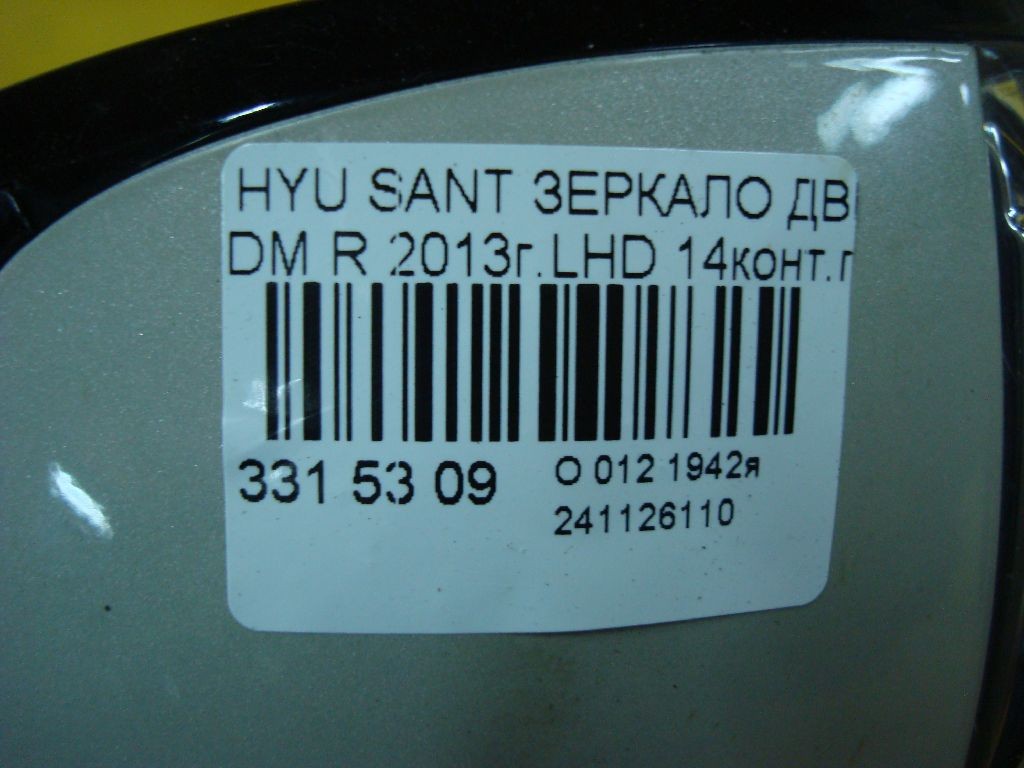 HYU SANT ЗЕРКАЛО ДВ
DM R 2013г.LHD 14конт.г
331 53 09
О 012 1942я
241126110